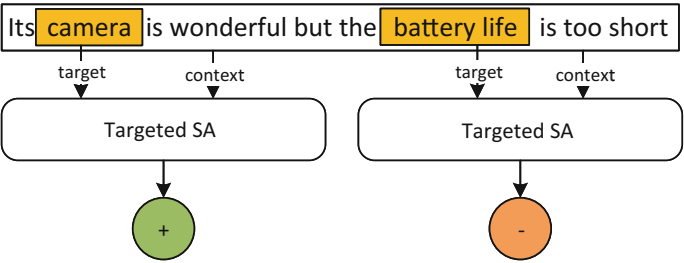 Its camera is wonderful but the battery life is too short
target context target context
Targeted SA Targeted SA
+ -